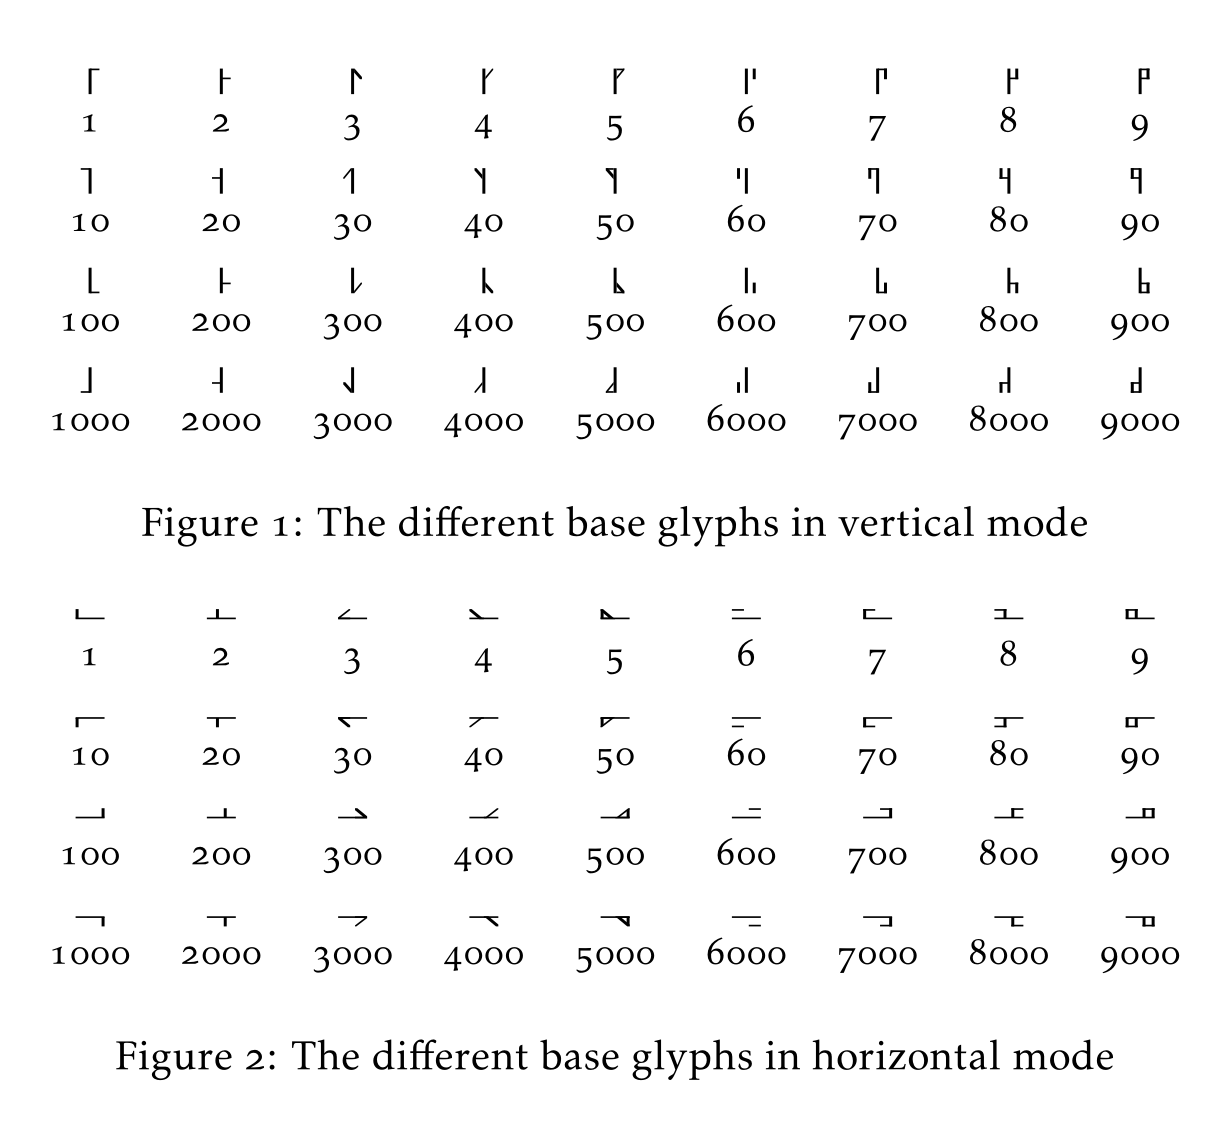 1 2 3 4 5 6 7 8 9
10 20 30 40 50 60 70 80 90
100 200 300 400 500 600 700 800 900
1000 2000 3000 4000 5000 6000 7000 8000 9000
Figure 1: The different base glyphs in vertical mode
1 2 3 4 5 6 7 8 9
10 20 30 40 50 60 70 80 90
100 200 300 400 500 600 700 800 900
1000 2000 3000 4000 5000 6000 7000 8000 9000
Figure 2: The different base glyphs in horizontal mode